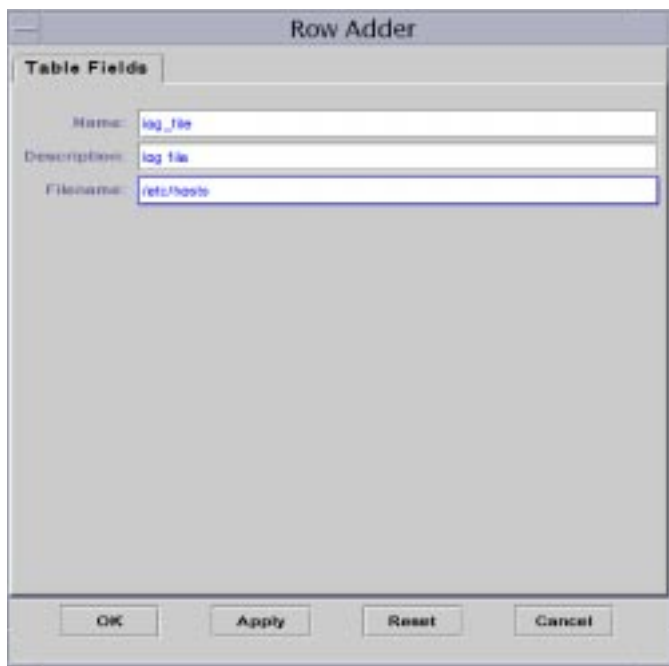 Row Adder
Table Fields
Name: log_file
Description: log file
Filename: /etc/hosts
OK Apply Reset Cancel